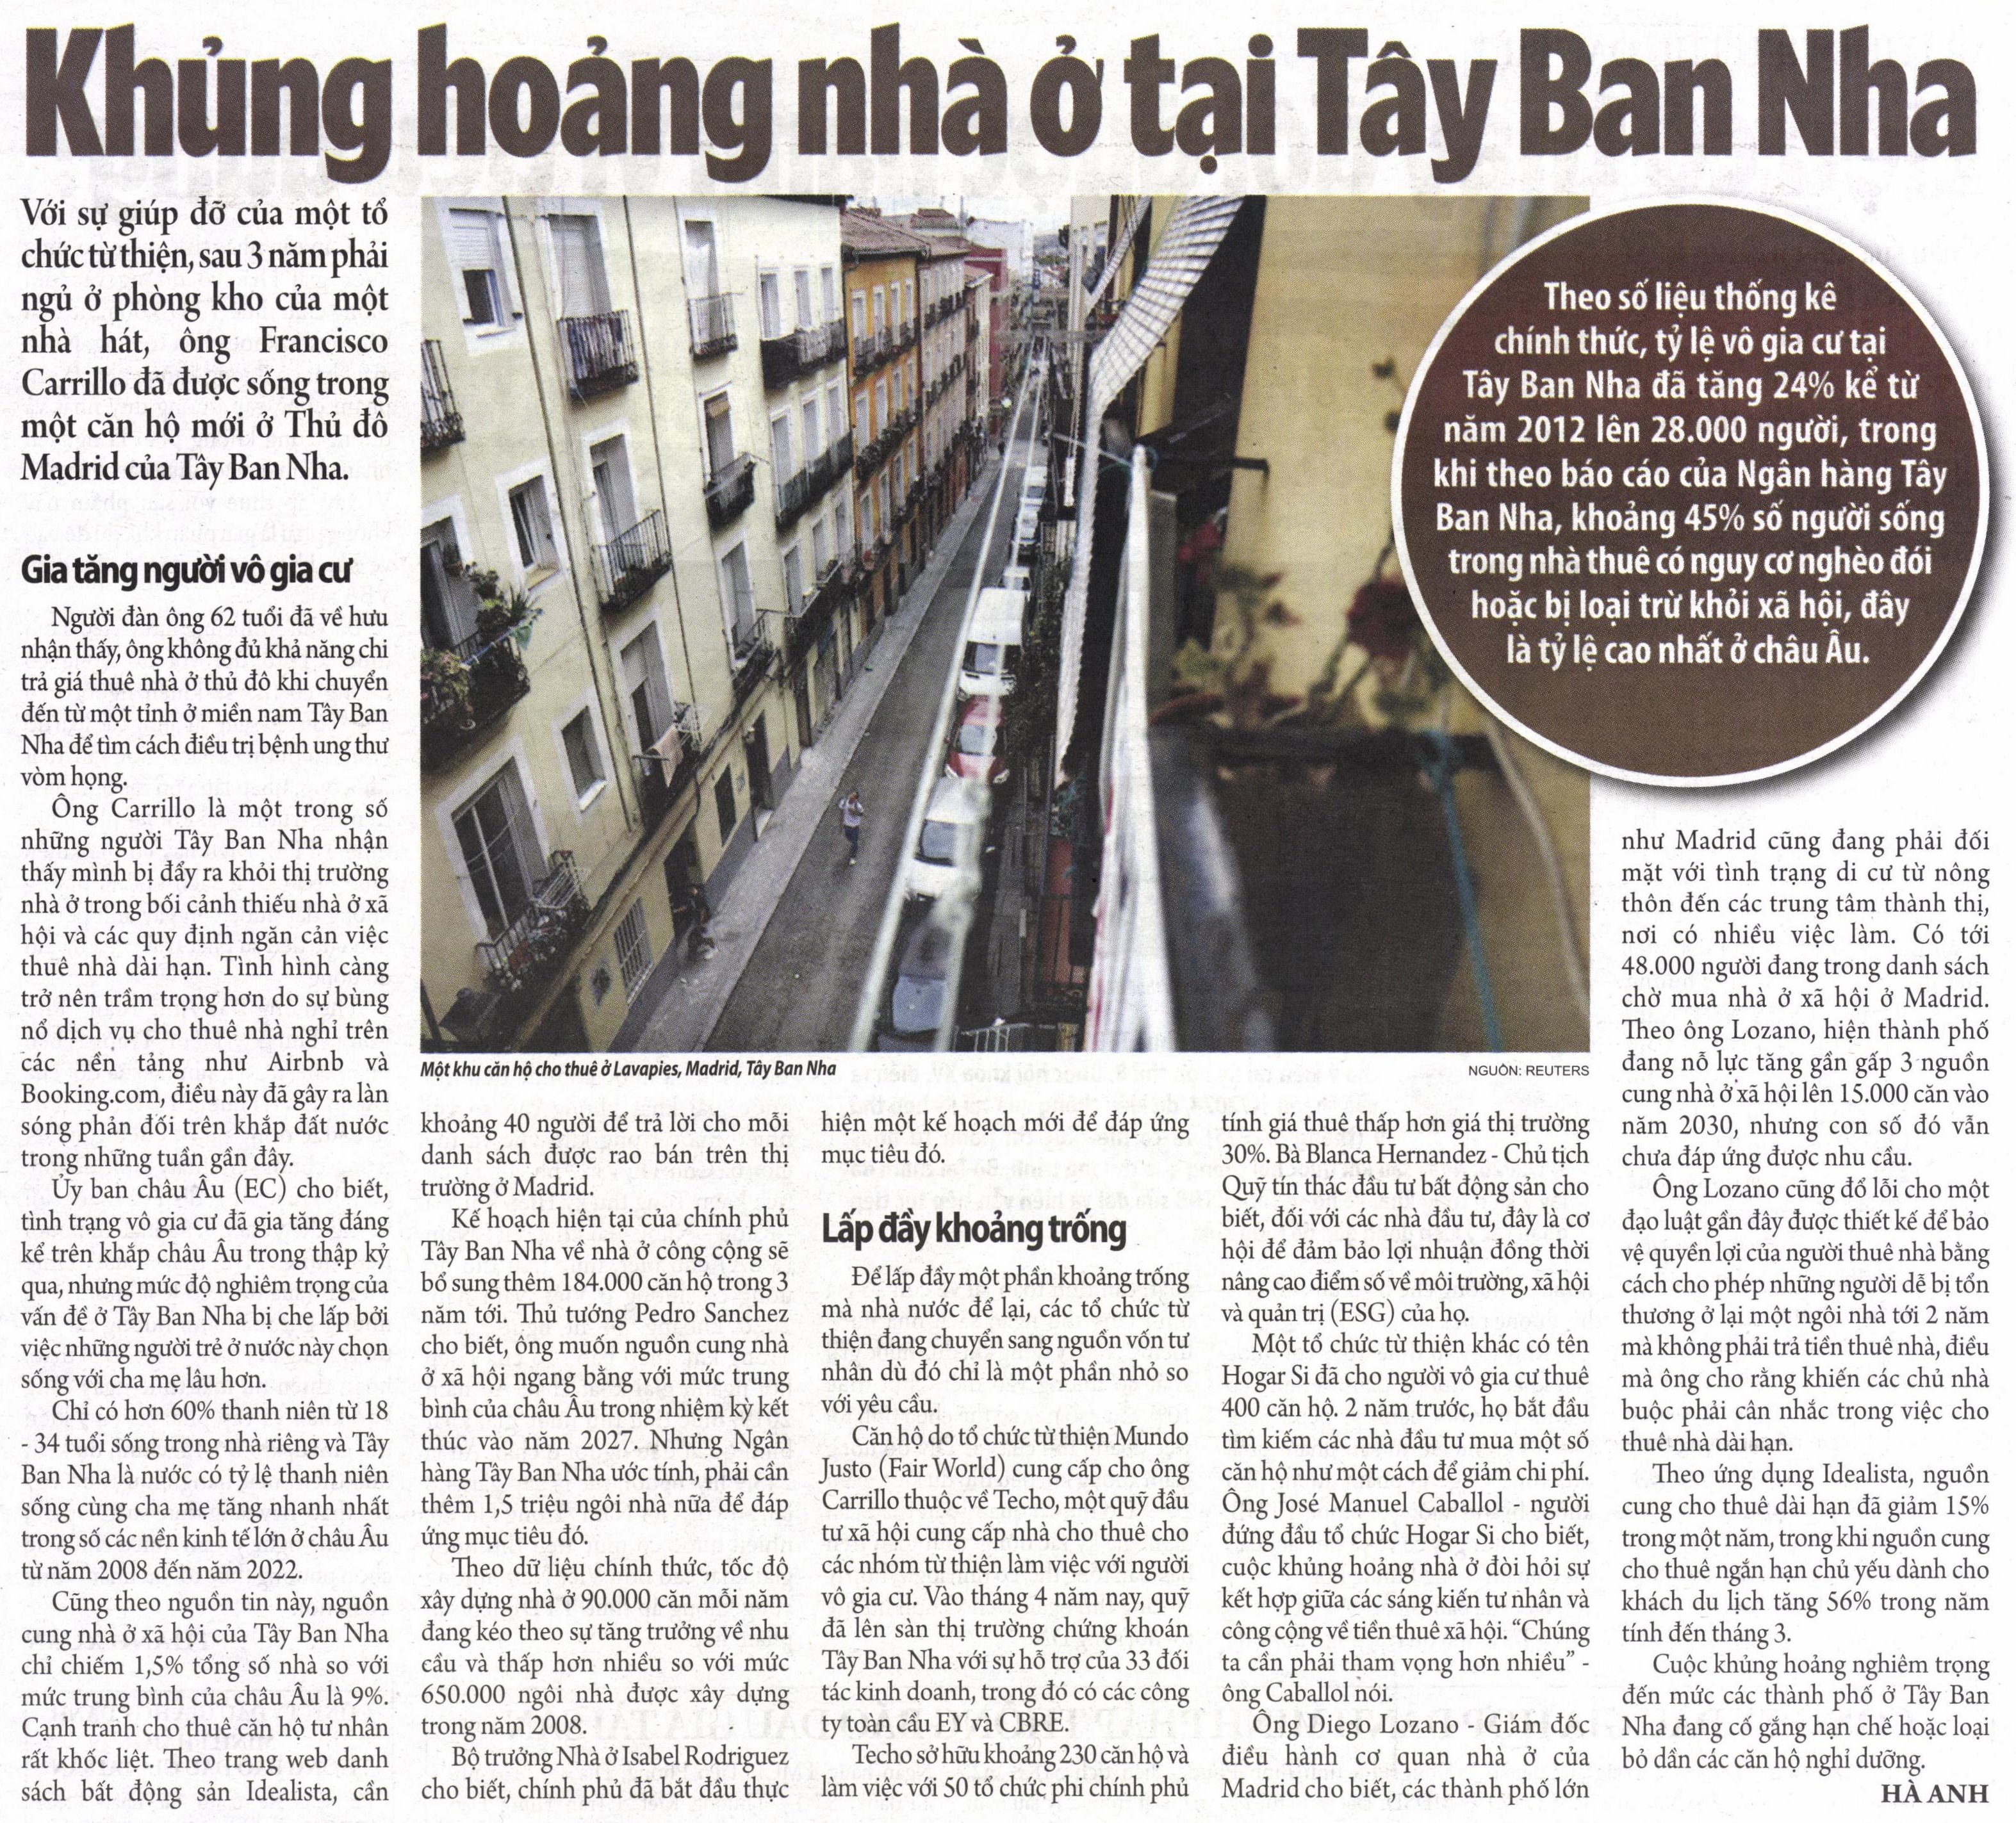 Khủng hoảng nhà ở tại Tây Ban Nha
Với sự giúp đỡ của một tổ
chức từ thiện, sau 3 năm phải
ngủ ở phòng kho của một
nhà hát, ông Francisco
Carrillo đã được sống trong
một căn hộ mới ở Thủ đô
Madrid của Tây Ban Nha.
Gia tăng người vô gia cư
Người đàn ông 62 tuổi đã về hưu
nhận thấy, ông không đủ khả năng chi
trả giá thuê nhà ở thủ đô khi chuyển
đến từ một tỉnh ở miền nam Tây Ban
Nha để tìm cách điều trị bệnh ung thư
vòm họng.
Ông Carrillo là một trong số
những người Tây Ban Nha nhận
thấy mình bị đẩy ra khỏi thị trường
nhà ở trong bối cảnh thiếu nhà ở xã
hội và các quy định ngăn cản việc
thuê nhà dài hạn. Tình hình càng
trở nên trầm trọng hơn do sự bùng
nổ dịch vụ cho thuê nhà nghỉ trên
các nền tảng như Airbnb và
Booking.com, điều này đã gây ra làn
sóng phản đối trên khắp đất nước
trong những tuần gần đây.
Ủy ban châu Âu (EC) cho biết,
tình trạng vô gia cư đã gia tăng đáng
kể trên khắp châu Âu trong thập kỷ
qua, nhưng mức độ nghiêm trọng của
vấn đề ở Tây Ban Nha bị che lấp bởi
việc những người trẻ ở nước này chọn
sống với cha mẹ lâu hơn.
Chỉ có hơn 60% thanh niên từ 18
- 34 tuổi sống trong nhà riêng và Tây
Ban Nha là nước có tỷ lệ thanh niên
sống cùng cha mẹ tăng nhanh nhất
trong số các nền kinh tế lớn ở châu Âu
từ năm 2008 đến năm 2022.
Cũng theo nguồn tin này, nguồn
cung nhà ở xã hội của Tây Ban Nha
chỉ chiếm 1,5% tổng số nhà so với
mức trung bình của châu Âu là 9%.
Cạnh tranh cho thuê căn hộ tư nhân
rất khốc liệt. Theo trang web danh
sách bất động sản Idealista, cần
Một khu căn hộ cho thuê ở Lavapies, Madrid, Tây Ban Nha
NGUỒN: REUTERS
khoảng 40 người để trả lời cho mỗi
danh sách được rao bán trên thị
trường ở Madrid.
Kế hoạch hiện tại của chính phủ
Tây Ban Nha về nhà ở công cộng sẽ
bổ sung thêm 184.000 căn hộ trong 3
năm tới. Thủ tướng Pedro Sanchez
cho biết, ông muốn nguồn cung nhà
ở xã hội ngang bằng với mức trung
bình của châu Âu trong nhiệm kỳ kết
thúc vào năm 2027. Nhưng Ngân
hàng Tây Ban Nha ước tính, phải cần
thêm 1,5 triệu ngôi nhà nữa để đáp
ứng mục tiêu đó.
Theo dữ liệu chính thức, tốc độ
xây dựng nhà ở 90.000 căn mỗi năm
đang kéo theo sự tăng trưởng về nhu
cầu và thấp hơn nhiều so với mức
650.000 ngôi nhà được xây dựng
trong năm 2008.
Bộ trưởng Nhà ở Isabel Rodriguez
cho biết, chính phủ đã bắt đầu thực
hiện một kế hoạch mới để đáp ứng
mục tiêu đó.
Lấp đầy khoảng trống
Để lấp đầy một phần khoảng trống
mà nhà nước để lại, các tổ chức từ
thiện đang chuyển sang nguồn vốn tư
nhân dù đó chỉ là một phần nhỏ so
với yêu cầu.
Căn hộ do tổ chức từ thiện Mundo
Justo (Fair World) cung cấp cho ông
Carrillo thuộc về Techo, một quỹ đầu
tư xã hội cung cấp nhà cho thuê cho
các nhóm từ thiện làm việc với người
vô gia cư. Vào tháng 4 năm nay, quỹ
đã lên sàn thị trường chứng khoán
Tây Ban Nha với sự hỗ trợ của 33 đối
tác kinh doanh, trong đó có các công
ty toàn cầu EY và CBRE.
Techo sở hữu khoảng 230 căn hộ và
làm việc với 50 tổ chức phi chính phủ
tính giá thuê thấp hơn giá thị trường
30%. Bà Blanca Hernandez - Chủ tịch
Quỹ tín thác đầu tư bất động sản cho
biết, đối với các nhà đầu tư, đây là cơ
hội để đảm bảo lợi nhuận đồng thời
nâng cao điểm số về môi trường, xã hội
và quản trị (ESG) của họ.
Một tổ chức từ thiện khác có tên
Hogar Si đã cho người vô gia cư thuê
400 căn hộ. 2 năm trước, họ bắt đầu
tìm kiếm các nhà đầu tư mua một số
căn hộ như một cách để giảm chi phí.
Ông José Manuel Caballol - người
đứng đầu tổ chức Hogar Si cho biết,
cuộc khủng hoảng nhà ở đòi hỏi sự
kết hợp giữa các sáng kiến tư nhân và
công cộng về tiền thuê xã hội. “Chúng
ta cần phải tham vọng hơn nhiều” -
ông Caballol nói.
Ông Diego Lozano - Giám đốc
điều hành cơ quan nhà ở của
Madrid cho biết, các thành phố lớn
Theo số liệu thống kê
chính thức, tỷ lệ vô gia cư tại
Tây Ban Nha đã tăng 24% kể từ
năm 2012 lên 28.000 người, trong
khi theo báo cáo của Ngân hàng Tây
Ban Nha, khoảng 45% số người sống
trong nhà thuê có nguy cơ nghèo đói
hoặc bị loại trừ khỏi xã hội, đây
là tỷ lệ cao nhất ở châu Âu.
như Madrid cũng đang phải đối
mặt với tình trạng di cư từ nông
thôn đến các trung tâm thành thị,
nơi có nhiều việc làm. Có tới
48.000 người đang trong danh sách
chờ mua nhà ở xã hội ở Madrid.
Theo ông Lozano, hiện thành phố
đang nỗ lực tăng gần gấp 3 nguồn
cung nhà ở xã hội lên 15.000 căn vào
năm 2030, nhưng con số đó vẫn
chưa đáp ứng được nhu cầu.
Ông Lozano cũng đổ lỗi cho một
đạo luật gần đây được thiết kế để bảo
vệ quyền lợi của người thuê nhà bằng
cách cho phép những người dễ bị tổn
thương ở lại một ngôi nhà tới 2 năm
mà không phải trả tiền thuê nhà, điều
mà ông cho rằng khiến các chủ nhà
buộc phải cân nhắc trong việc cho
thuê nhà dài hạn.
Theo ứng dụng Idealista, nguồn
cung cho thuê dài hạn đã giảm 15%
trong một năm, trong khi nguồn cung
cho thuê ngắn hạn chủ yếu dành cho
khách du lịch tăng 56% trong năm
tính đến tháng 3.
Cuộc khủng hoảng nghiêm trọng
đến mức các thành phố ở Tây Ban
Nha đang cố gắng hạn chế hoặc loại
bỏ dần các căn hộ nghỉ dưỡng.
HÀ ANH